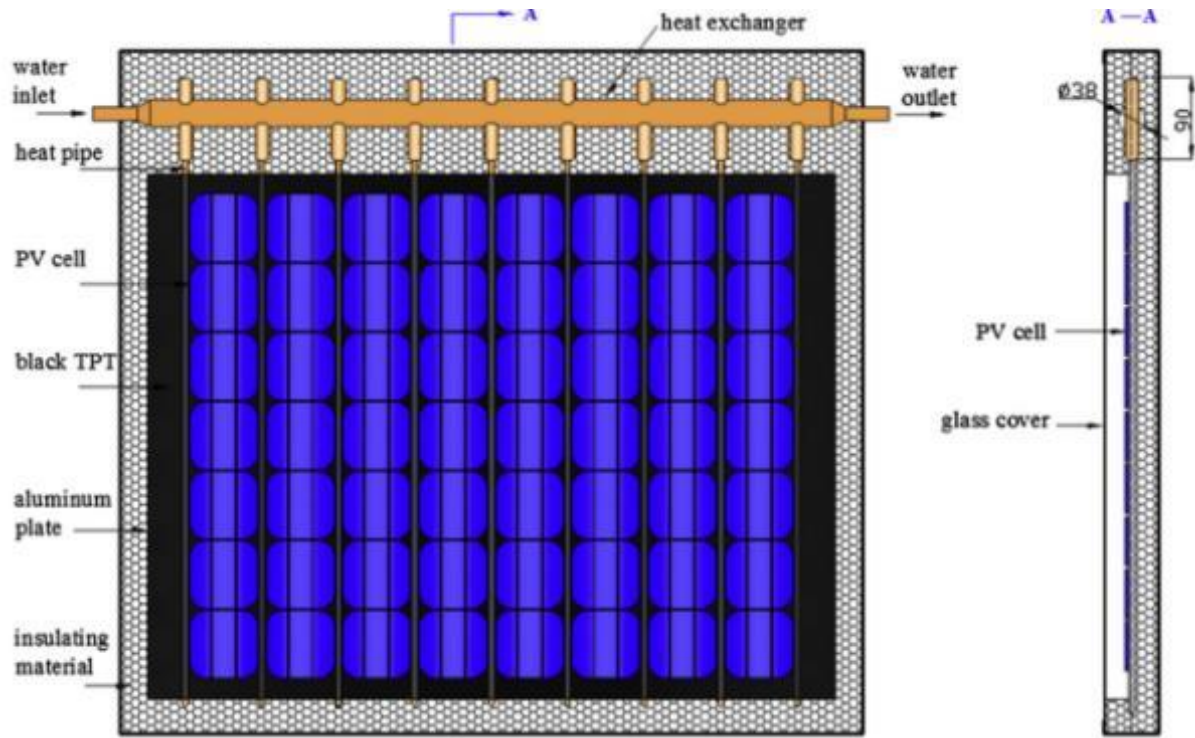 A
A—A
heat exchanger
water
inlet
water
outlet
ø38
90
heat pipe
PV cell
PV cell
black TPT
glass cover
aluminum
plate
insulating
material